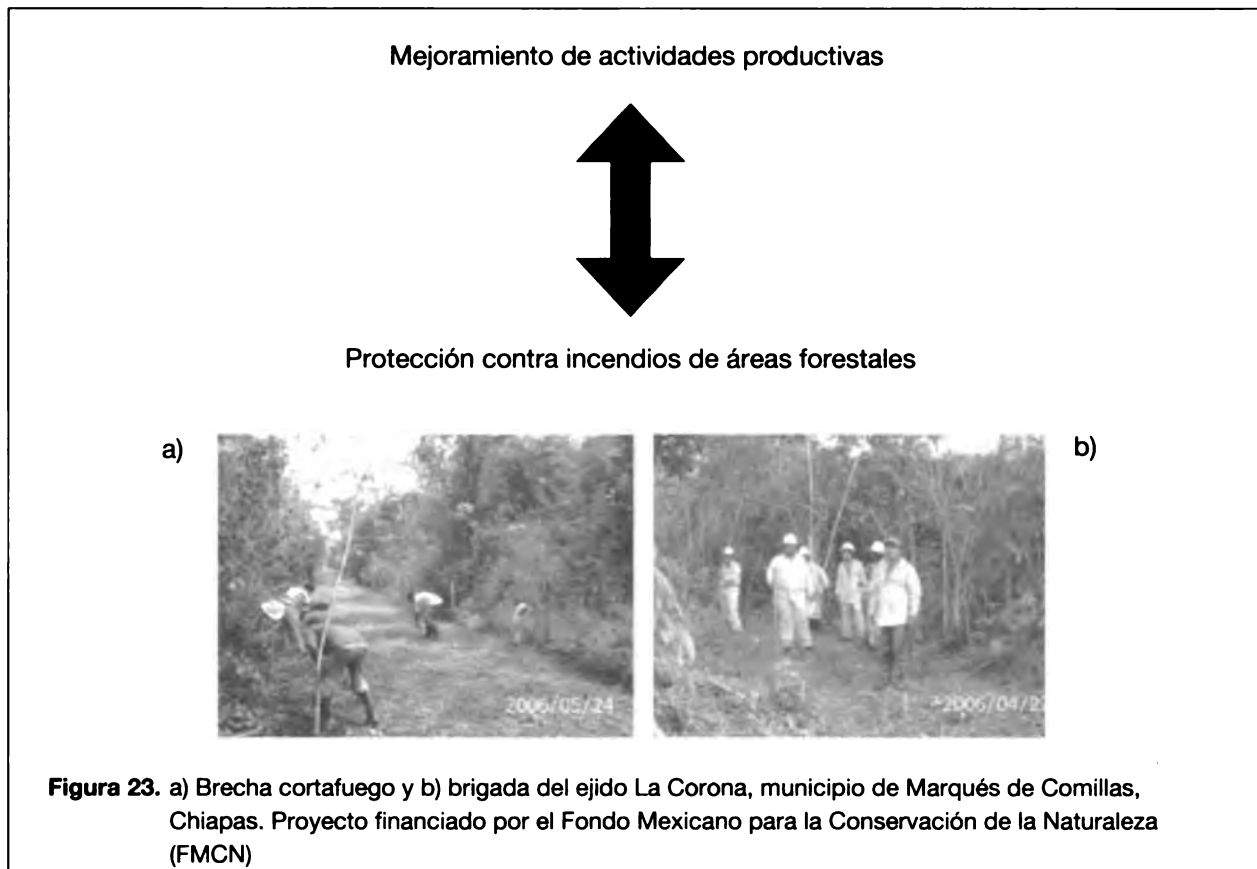 Mejoramiento de actividades productivas
Protección contra incendios de áreas forestales
a)
b)
2006/05/24
Figura 23. a) Brecha cortafuego y b) brigada del ejido La Corona, municipio de Marqués de Comillas,
Chiapas. Proyecto financiado por el Fondo Mexicano para la Conservación de la Naturaleza
(FMCN)